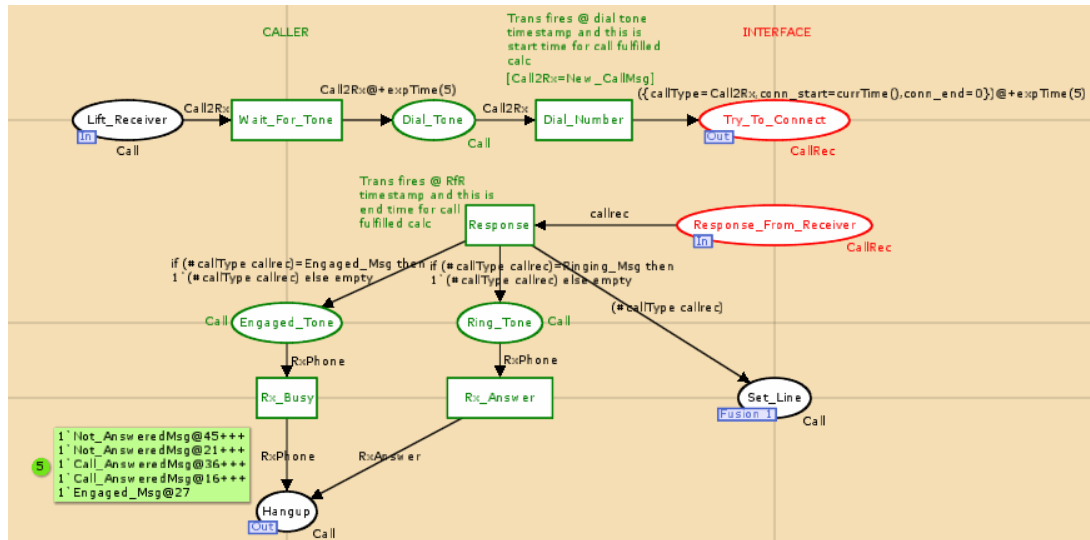 Trans fires @ dial tone
timestamp and this is
start time for call fulfilled
calc
CALLER
INTERFACE
[Call2Rx=New_CallMsg]
Call2Rx@+expTime(5)
({callType=Call2Rx,conn_start=currTime(),conn_end=0})@+expTime(5)
Call2Rx
Call2Rx
Lift_Receiver
Wait_For_Tone
Dial_Tone
Dial_Number
Try_To_Connect
In
Out
Call
Call
CallRec
Trans fires @ RfR
timestamp and this is
end time for call
fulfilled calc
Response
callrec
Response_From_Receiver
In
CallRec
if (#callType callrec)=Engaged_Msg then
1`(#callType callrec) else empty
if (#callType callrec)=Ringing_Msg then
1`(#callType callrec) else empty
(#callType callrec)
Call
Engaged_Tone
Ring_Tone
Call
RxPhone
RxPhone
Rx_Busy
Rx_Answer
Set_Line
Fusion 1
Call
5
1`Not_AnsweredMsg@45+++
1`Not_AnsweredMsg@21+++
1`Call_AnsweredMsg@36+++
1`Call_AnsweredMsg@16+++
1`Engaged_Msg@27
RxPhone
RxAnswer
Hangup
Out
Call